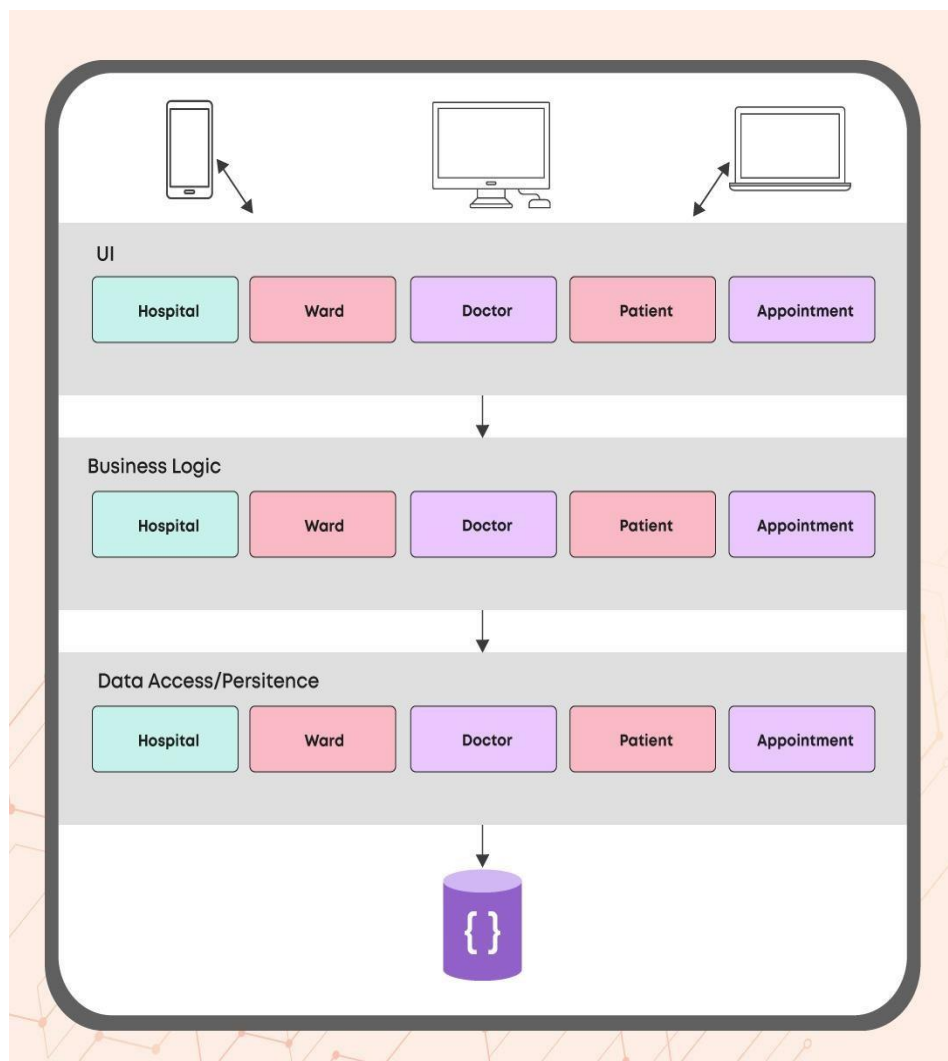 UI
Hospital Ward Doctor Patient Appointment
Business Logic
Hospital Ward Doctor Patient Appointment
Data Access/Persitence
Hospital Ward Doctor Patient Appointment
{ }